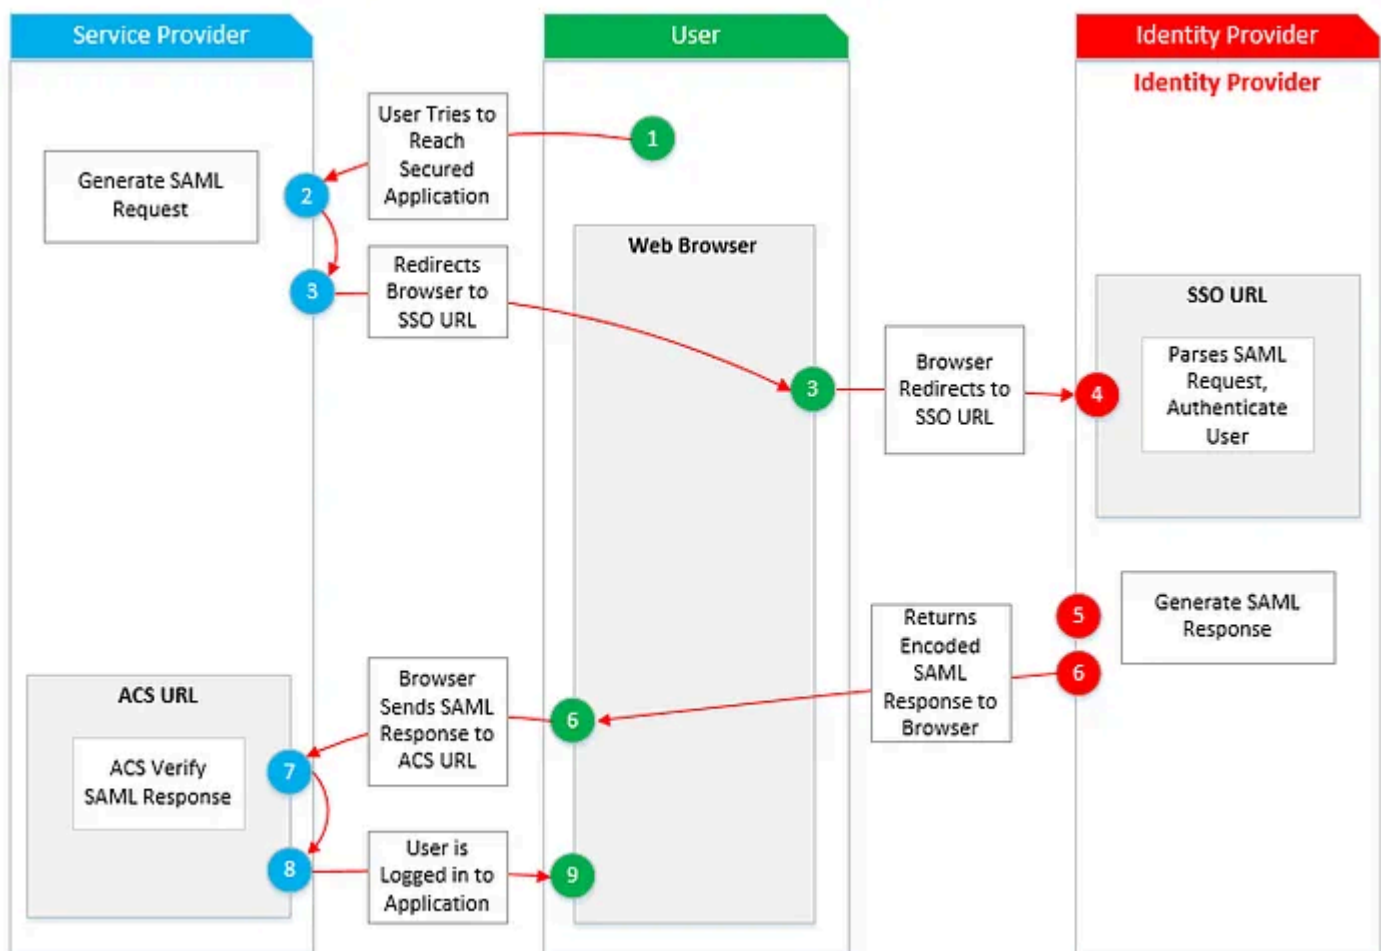 Service Provider
User
Identity Provider
Identity Provider
User Tries to
Reach
Secured
Application
1
Generate SAML
Request
2
Web Browser
Redirects
Browser to
SSO URL
3
SSO URL
Parses SAML
Request,
Authenticate
User
Browser
Redirects to
SSO URL
3
4
Generate SAML
Response
5
Returns
Encoded
SAML
Response to
Browser
6
Browser
Sends SAML
Response to
ACS URL
6
ACS URL
ACS Verify
SAML Response
7
User is
Logged in to
Application
8
9